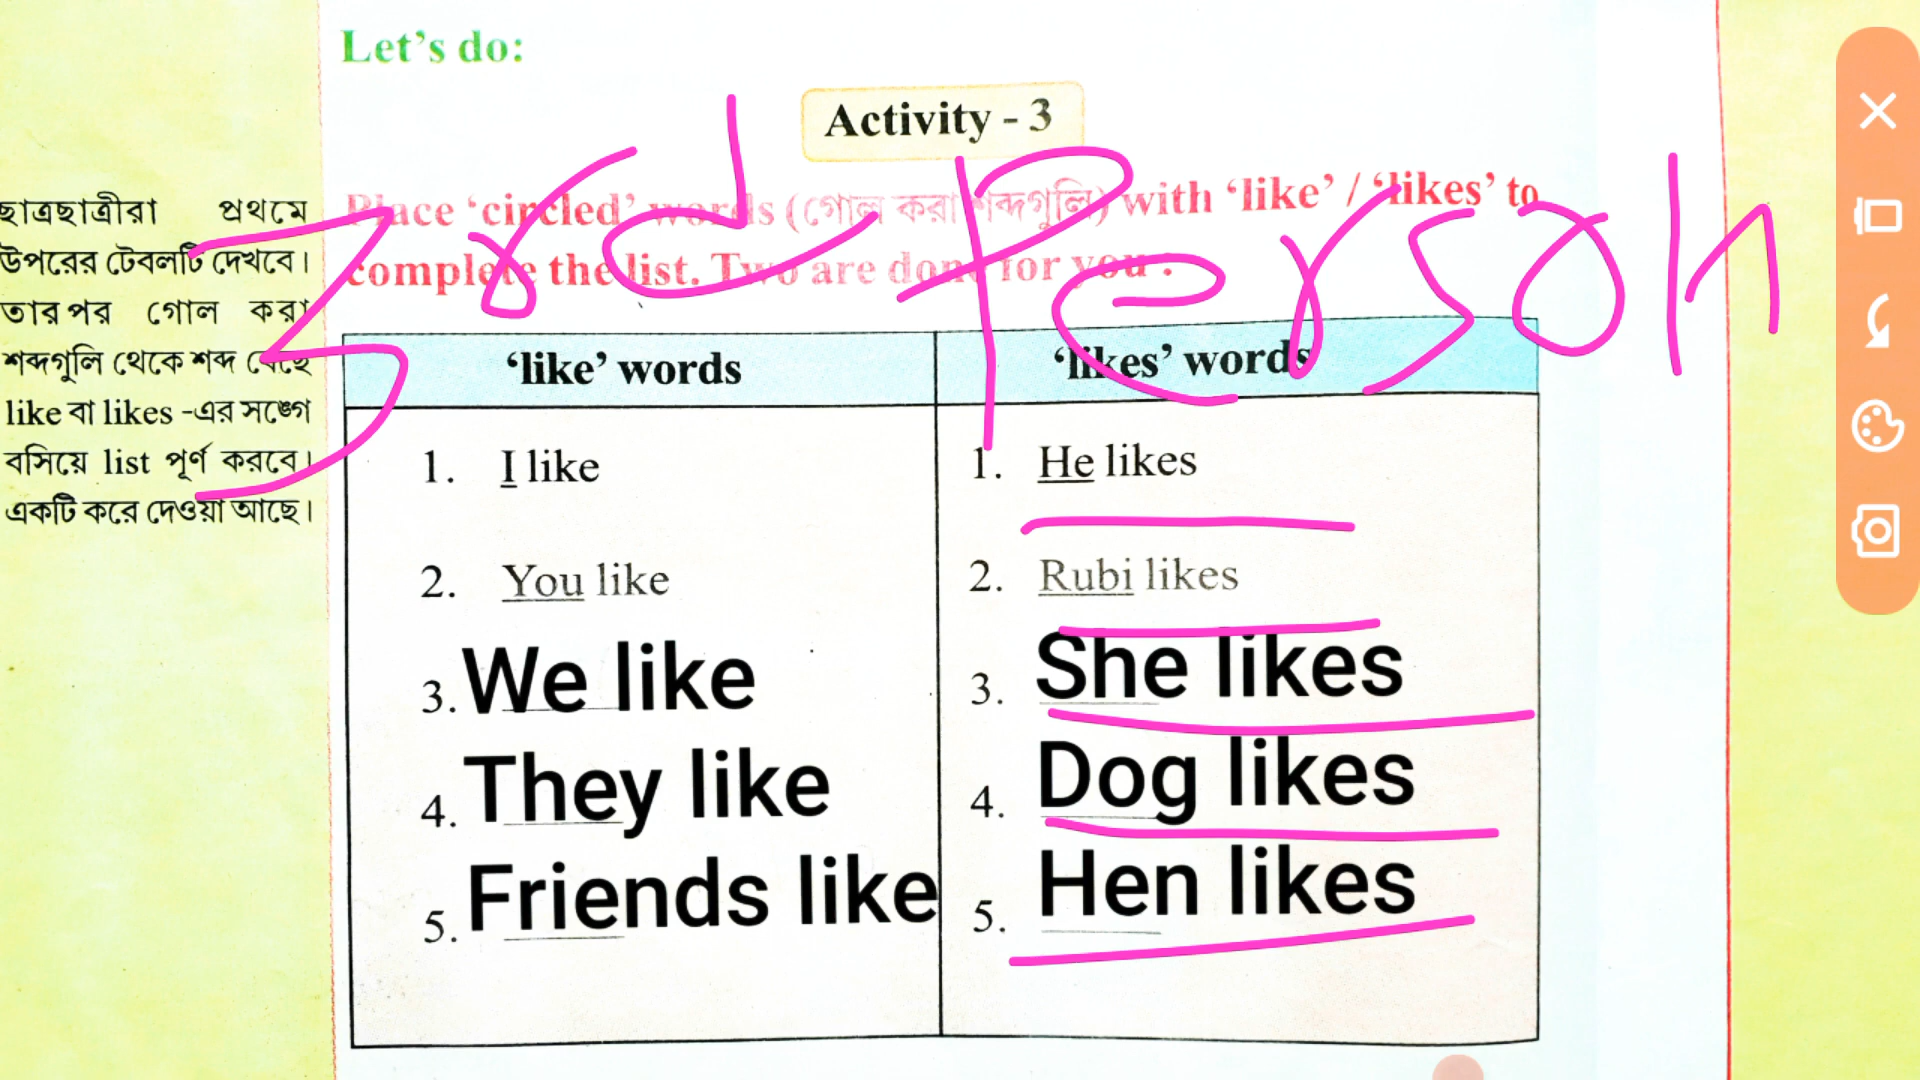 Let's do:
Activity - 3
Place 'circled' words (গোল করা শব্দগুলি) with 'like' / 'likes' to
complete the list. Two are done for you :
3rd Person
ছাত্রছাত্রীরা প্রথমে
উপরের টেবলটি দেখবে।
তারপর গোল করা
শব্দগুলি থেকে শব্দ বেছে
like বা likes -এর সঙ্গে
বসিয়ে list পূর্ণ করবে।
একটি করে দেওয়া আছে।
'like' words
'likes' words
1. I like
1. He likes
2. You like
2. Rubi likes
3. We like
3. She likes
4. They like
4. Dog likes
5. Friends like
5. Hen likes